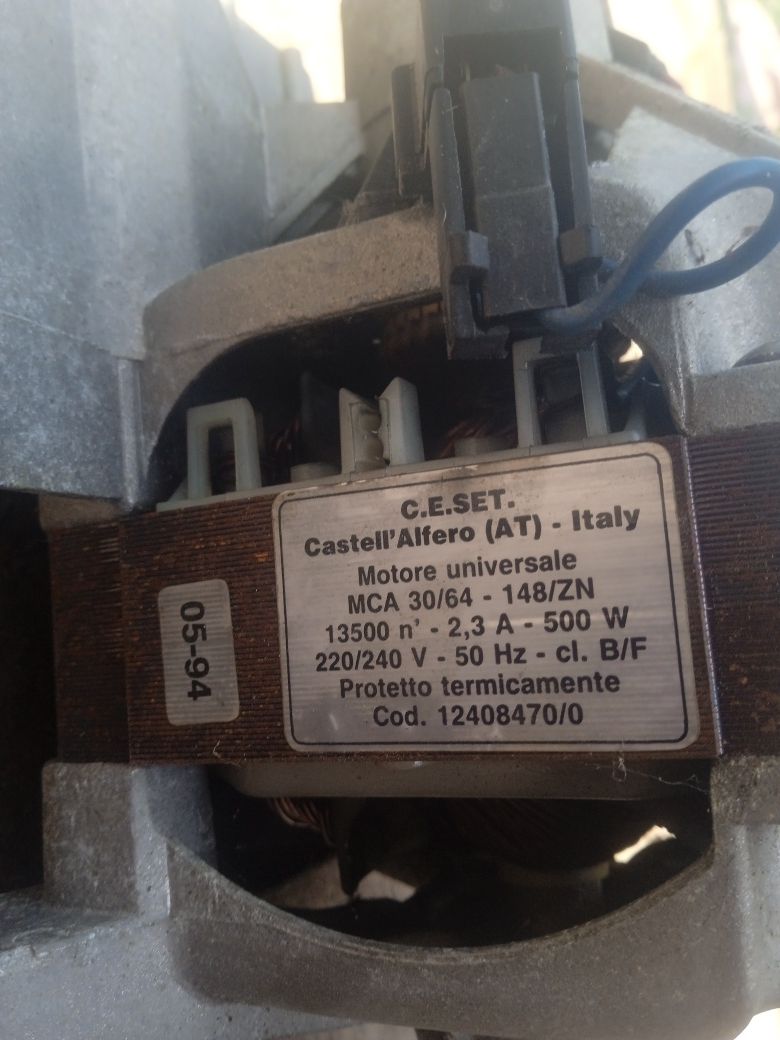 C.E.SET.
Castell'Alfero (AT) - Italy
Motore universale
MCA 30/64 - 148/ZN
13500 n' - 2,3 A - 500 W
220/240 V - 50 Hz - cl. B/F
Protetto termicamente
Cod. 12408470/0
05-94